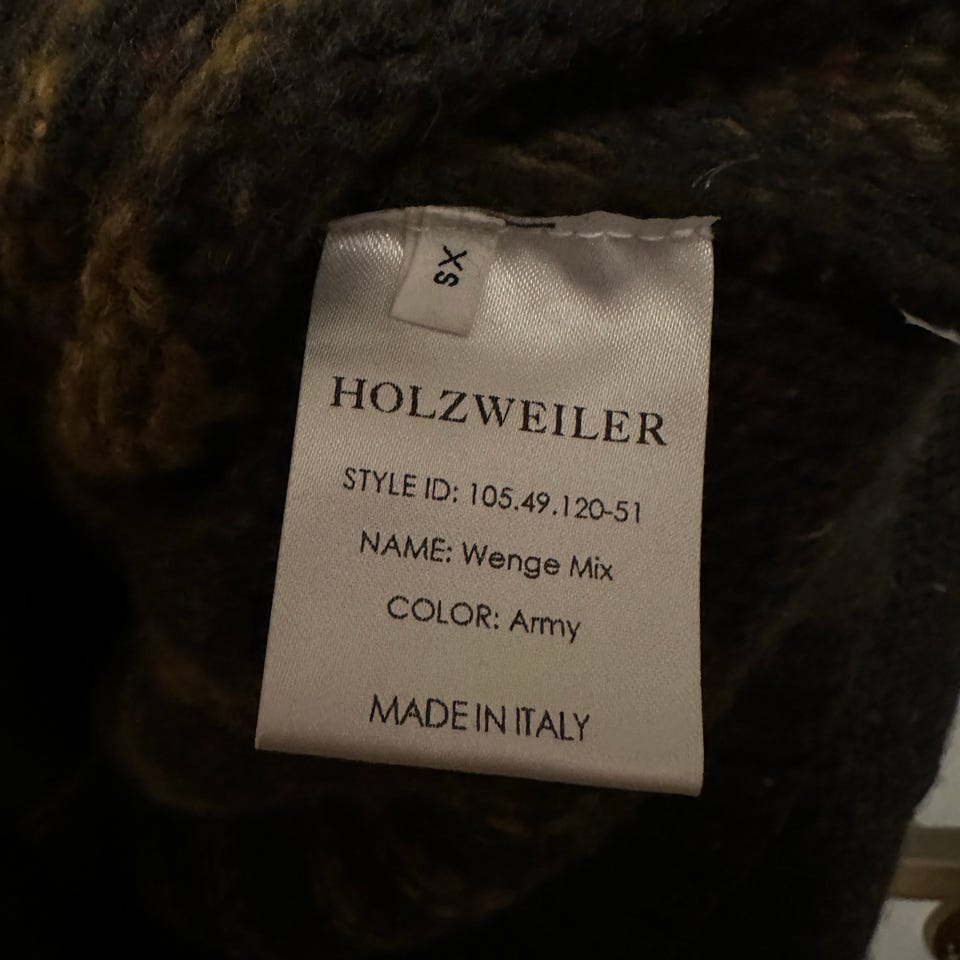 XS
HOLZWEILER
STYLE ID: 105.49.120-51
NAME: Wenge Mix
COLOR: Army
MADE IN ITALY